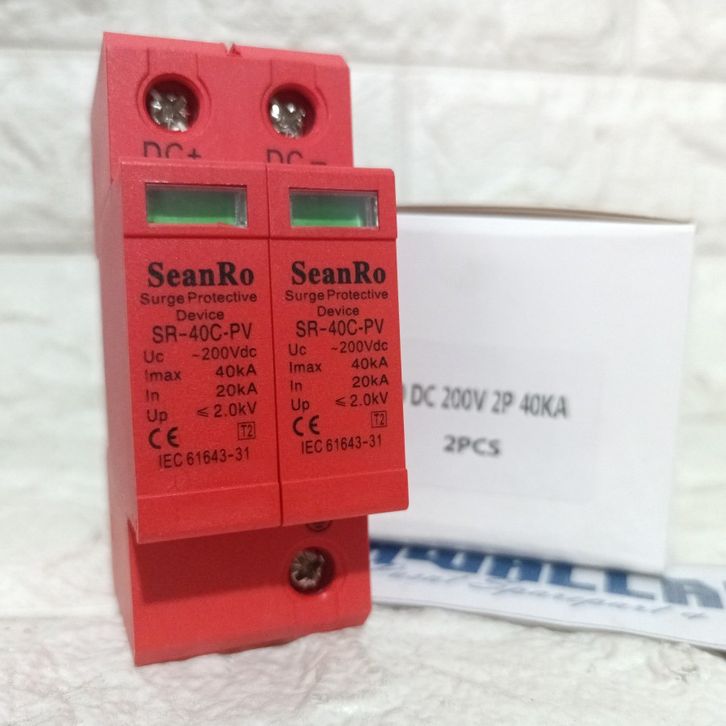 DC+ DC-
SeanRo
Surge Protective
Device
SR-40C-PV
Uc ~200Vdc
Imax 40kA
In 20kA
Up ≤2.0kV
CE T2
IEC 61643-31
SeanRo
Surge Protective
Device
SR-40C-PV
Uc ~200Vdc
Imax 40kA
In 20kA
Up ≤2.0kV
CE T2
IEC 61643-31
DC 200V 2P 40KA
2PCS